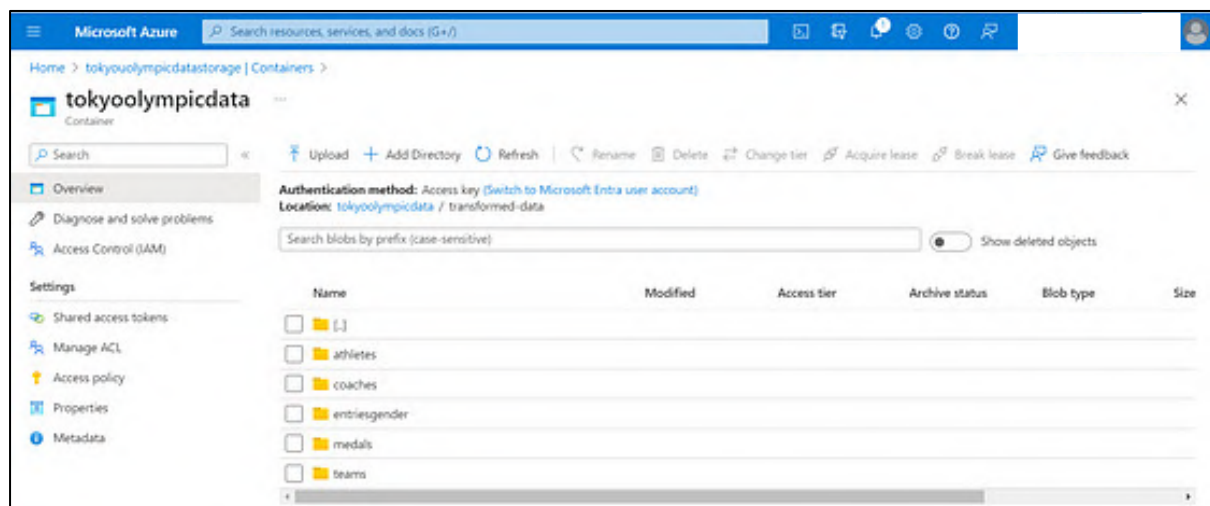 Microsoft Azure
Search resources, services, and docs (G+/)
1
Home > tokyouolympicdatastorage | Containers >
tokyoolympicdata ...
Container
Search
«
Upload + Add Directory Refresh Rename Delete Change tier Acquire lease Break lease Give feedback
Overview
Diagnose and solve problems
Access Control (IAM)
Settings
Shared access tokens
Manage ACL
Access policy
Properties
Metadata
Authentication method: Access key (Switch to Microsoft Entra user account)
Location: tokyoolympicdata / transformed-data
Search blobs by prefix (case-sensitive)
Show deleted objects
Name Modified Access tier Archive status Blob type Size
[..]
athletes
coaches
entriesgender
medals
teams